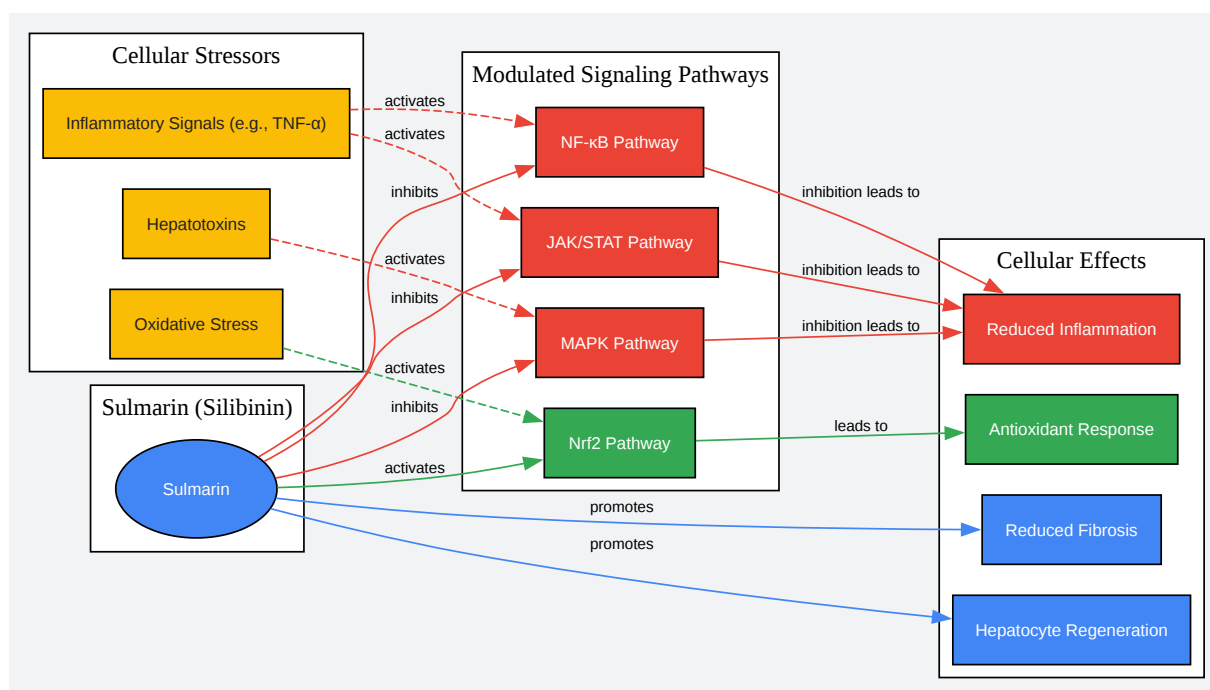 Cellular Stressors
Inflammatory Signals (e.g., TNF-α)
Hepatotoxins
Oxidative Stress
Sulmarin (Silibinin)
Sulmarin
activates
activates
inhibits
activates
inhibits
activates
inhibits
activates
promotes
promotes
Modulated Signaling Pathways
NF-κB Pathway
JAK/STAT Pathway
MAPK Pathway
Nrf2 Pathway
inhibition leads to
inhibition leads to
inhibition leads to
leads to
Cellular Effects
Reduced Inflammation
Antioxidant Response
Reduced Fibrosis
Hepatocyte Regeneration